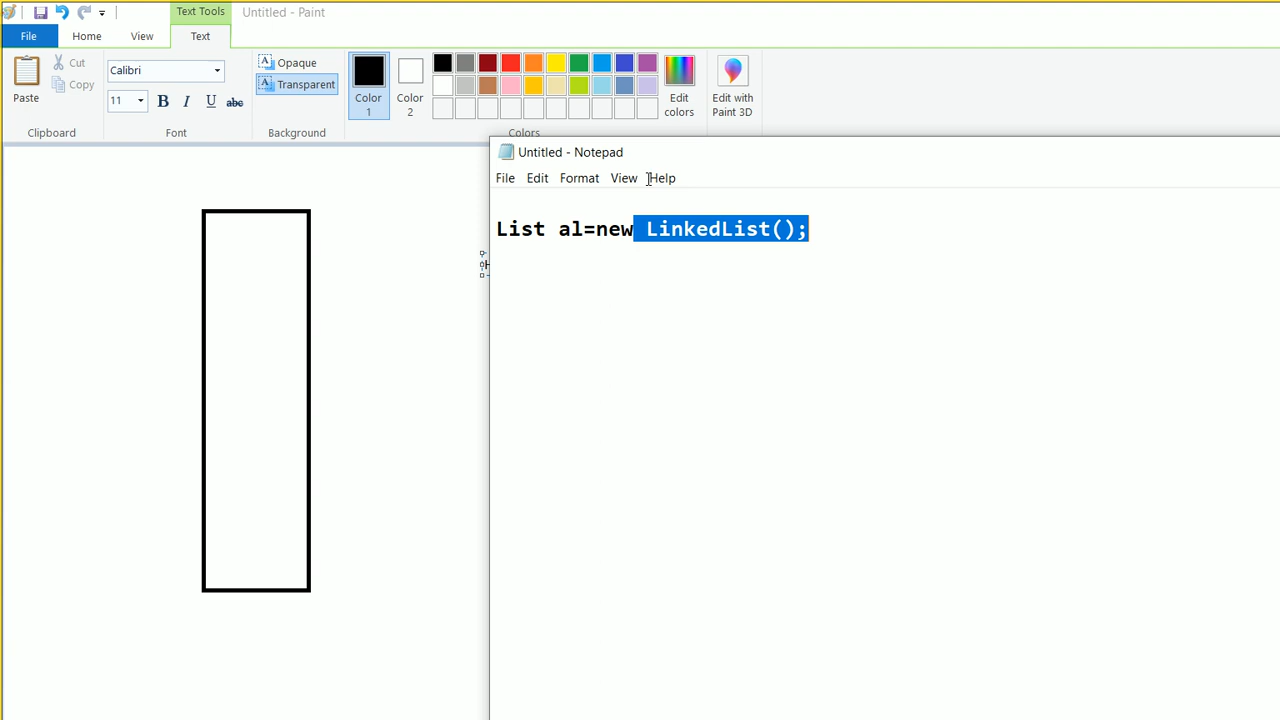 Text Tools
Untitled - Paint
File
Home
View
Text
Paste
Cut
Copy
Calibri
11
B
I
U
abc
A
Opaque
A
Transparent
Color
1
Color
2
Edit
colors
Edit with
Paint 3D
Clipboard
Font
Background
Colors
Untitled - Notepad
File
Edit
Format
View
Help
List al=new LinkedList();